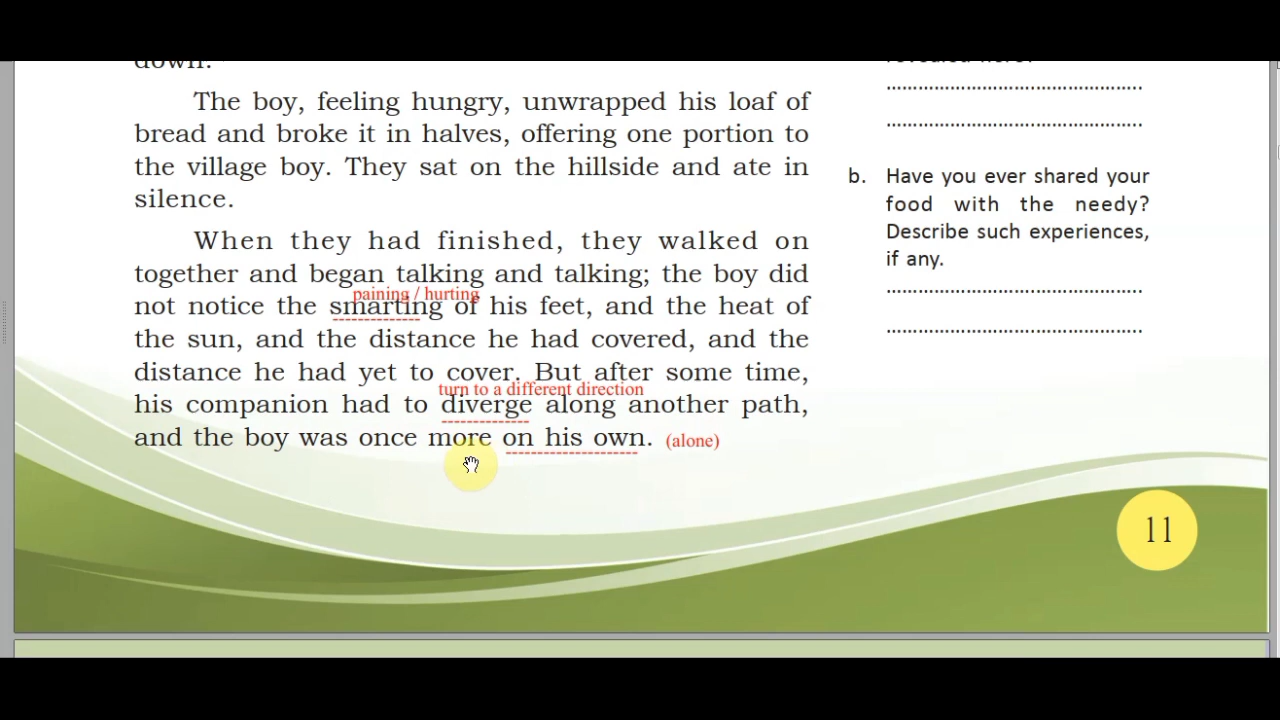 down.
The boy, feeling hungry, unwrapped his loaf of
bread and broke it in halves, offering one portion to
the village boy. They sat on the hillside and ate in
silence.
When they had finished, they walked on
together and began talking and talking; the boy did
paining / hurting
not notice the smarting of his feet, and the heat of
the sun, and the distance he had covered, and the
distance he had yet to cover. But after some time,
turn to a different direction
his companion had to diverge along another path,
and the boy was once more on his own. (alone)
revealed here?
b. Have you ever shared your
food with the needy?
Describe such experiences,
if any.
11